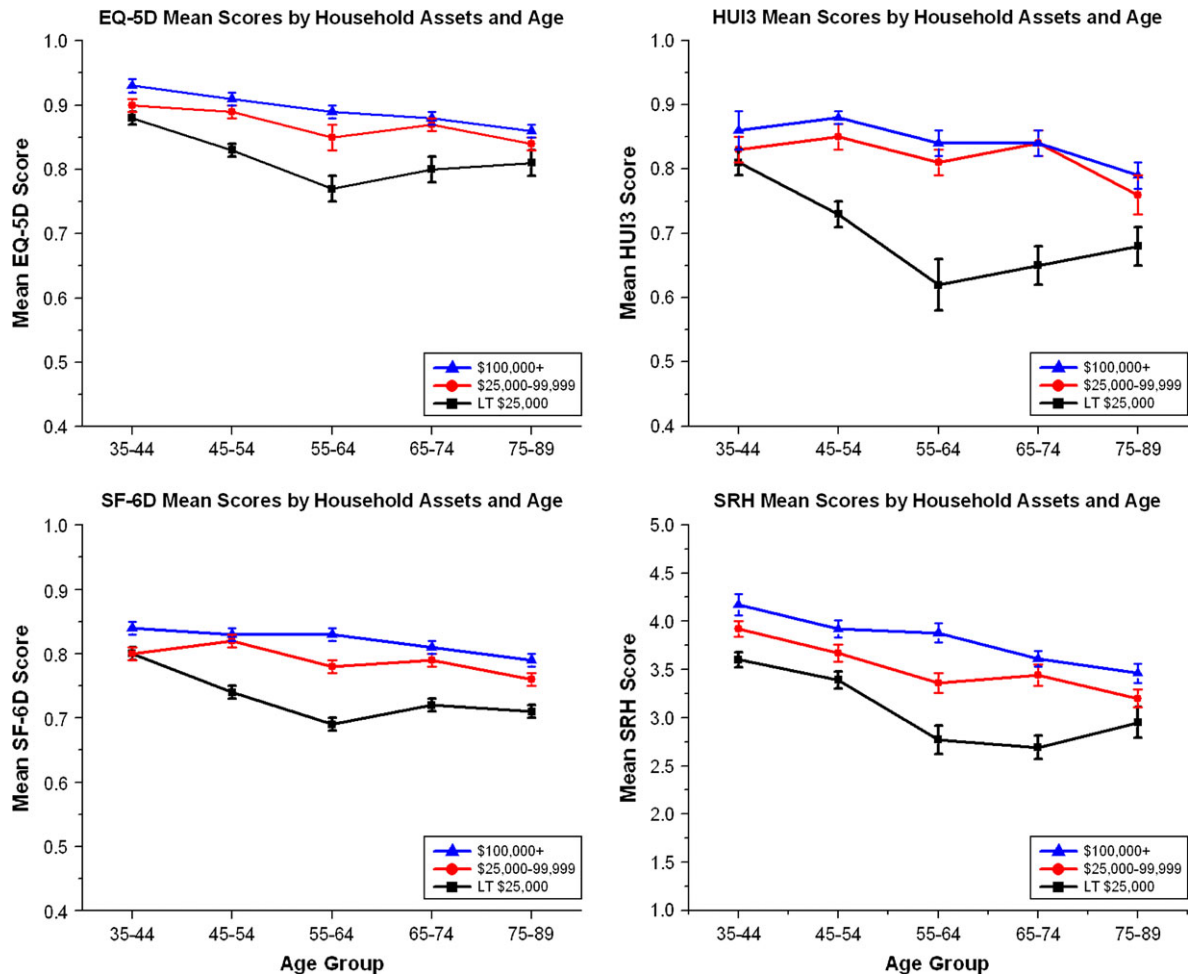 EQ-5D Mean Scores by Household Assets and Age
Mean EQ-5D Score
1.0
0.9
0.8
0.7
0.6
0.5
0.4
$100,000+
$25,000-99,999
LT $25,000
35-44 45-54 55-64 65-74 75-89
HUI3 Mean Scores by Household Assets and Age
Mean HUI3 Score
1.0
0.9
0.8
0.7
0.6
0.5
0.4
$100,000+
$25,000-99,999
LT $25,000
35-44 45-54 55-64 65-74 75-89
SF-6D Mean Scores by Household Assets and Age
Mean SF-6D Score
1.0
0.9
0.8
0.7
0.6
0.5
0.4
$100,000+
$25,000-99,999
LT $25,000
35-44 45-54 55-64 65-74 75-89
Age Group
SRH Mean Scores by Household Assets and Age
Mean SRH Score
5.0
4.5
4.0
3.5
3.0
2.5
2.0
1.5
1.0
$100,000+
$25,000-99,999
LT $25,000
35-44 45-54 55-64 65-74 75-89
Age Group